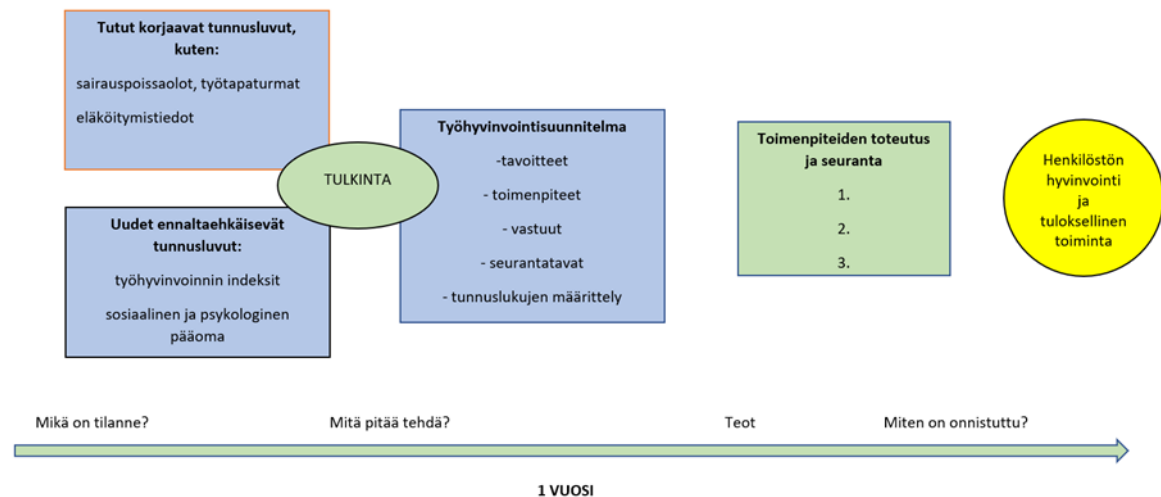 Tutut korjaavat tunnusluvut,
kuten:
sairauspoissaolot, työtapaturmat
eläköitymistiedot
Uudet ennaltaehkäisevät
tunnusluvut:
työhyvinvoinnin indeksit
sosiaalinen ja psykologinen
pääoma
TULKINTA
Työhyvinvointisuunnitelma
-tavoitteet
- toimenpiteet
- vastuut
- seurantatavat
- tunnuslukujen määrittely
Toimenpiteiden toteutus
ja seuranta
1.
2.
3.
Henkilöstön
hyvinvointi
ja
tuloksellinen
toiminta
Mikä on tilanne?
Mitä pitää tehdä?
Teot
Miten on onnistuttu?
1 VUOSI